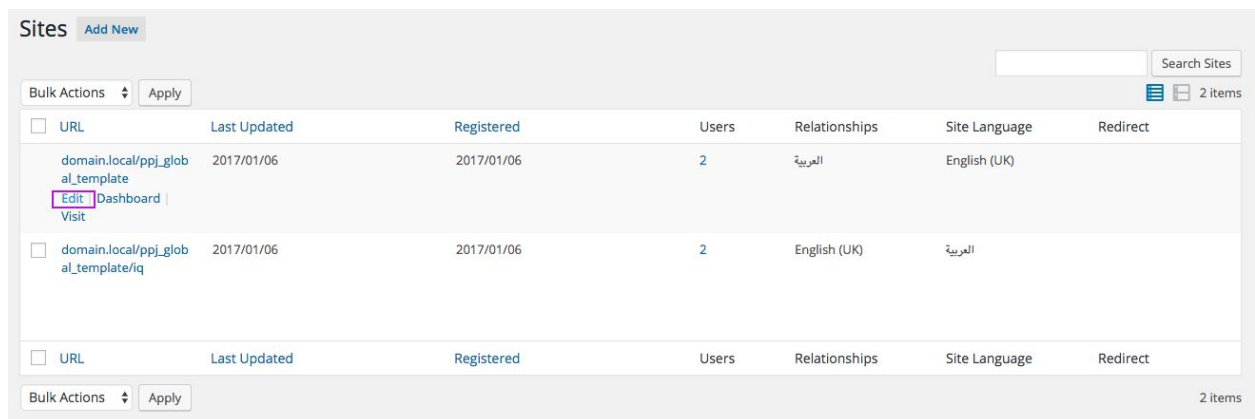 Sites Add New
Search Sites
Bulk Actions Apply 2 items
URL Last Updated Registered Users Relationships Site Language Redirect
domain.local/ppj_glob 2017/01/06 2017/01/06 2 العربية English (UK)
al_template
Edit | Dashboard |
Visit
domain.local/ppj_glob 2017/01/06 2017/01/06 2 English (UK) العربية
al_template/iq
URL Last Updated Registered Users Relationships Site Language Redirect
Bulk Actions Apply 2 items